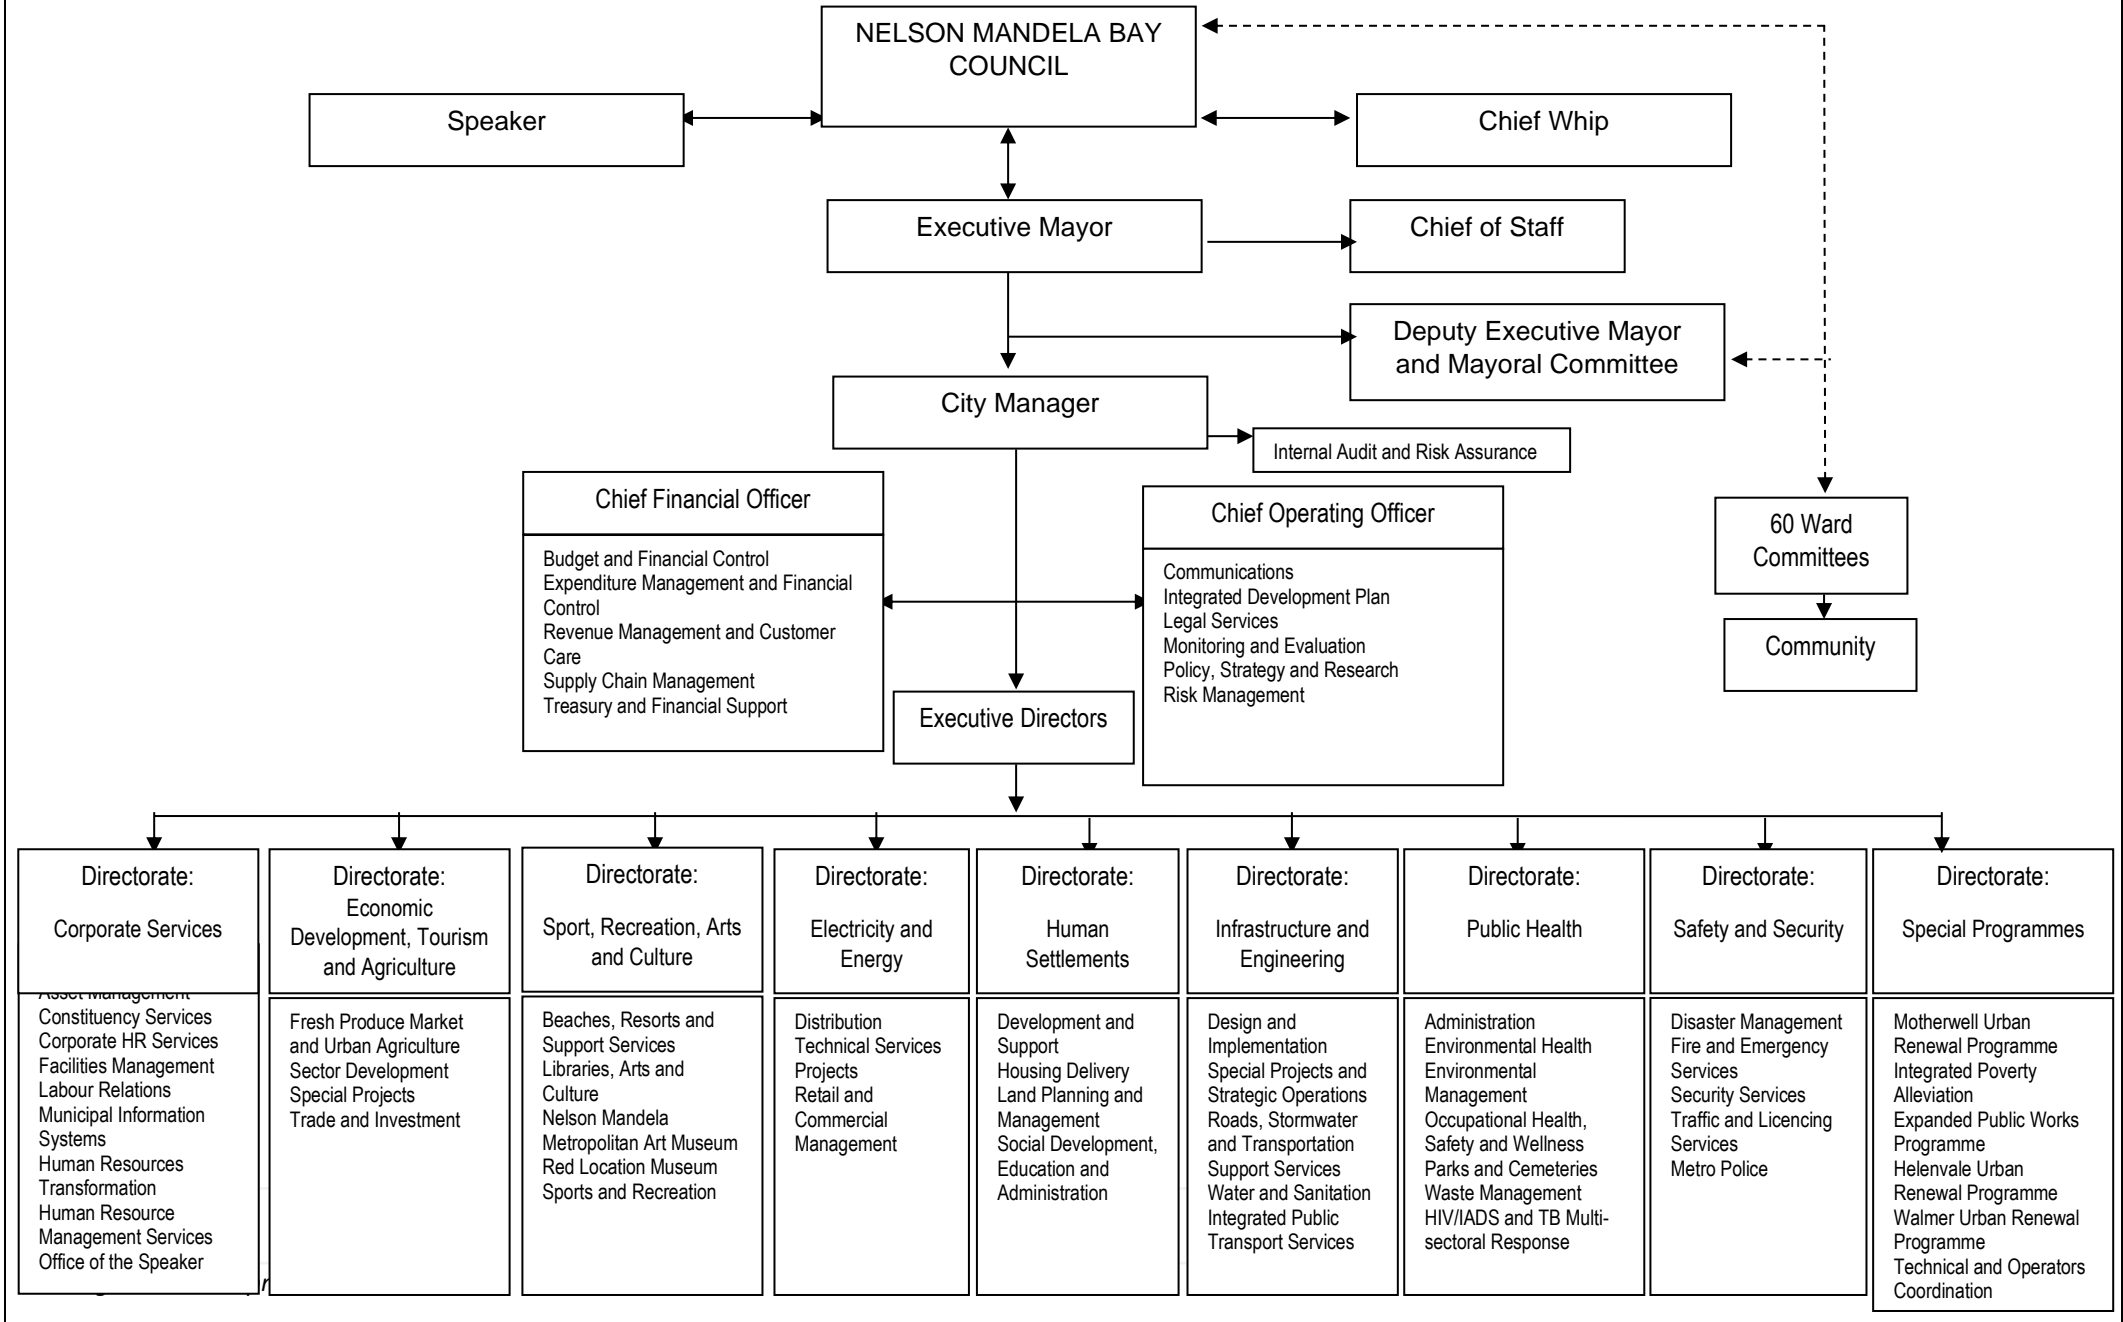 NELSON MANDELA BAY
COUNCIL
Speaker
Chief Whip
Executive Mayor
Chief of Staff
Deputy Executive Mayor
and Mayoral Committee
City Manager
Internal Audit and Risk Assurance
Chief Financial Officer
Budget and Financial Control
Expenditure Management and Financial
Control
Revenue Management and Customer
Care
Supply Chain Management
Treasury and Financial Support
Chief Operating Officer
Communications
Integrated Development Plan
Legal Services
Monitoring and Evaluation
Policy, Strategy and Research
Risk Management
60 Ward
Committees
Community
Executive Directors
Directorate:
Corporate Services
Asset Management
Constituency Services
Corporate HR Services
Facilities Management
Labour Relations
Municipal Information
Systems
Human Resources
Transformation
Human Resource
Management Services
Office of the Speaker
Directorate:
Economic
Development, Tourism
and Agriculture
Fresh Produce Market
and Urban Agriculture
Sector Development
Special Projects
Trade and Investment
Directorate:
Sport, Recreation, Arts
and Culture
Beaches, Resorts and
Support Services
Libraries, Arts and
Culture
Nelson Mandela
Metropolitan Art Museum
Red Location Museum
Sports and Recreation
Directorate:
Electricity and
Energy
Distribution
Technical Services
Projects
Retail and
Commercial
Management
Directorate:
Human
Settlements
Development and
Support
Housing Delivery
Land Planning and
Management
Social Development,
Education and
Administration
Directorate:
Infrastructure and
Engineering
Design and
Implementation
Special Projects and
Strategic Operations
Roads, Stormwater
and Transportation
Support Services
Water and Sanitation
Integrated Public
Transport Services
Directorate:
Public Health
Administration
Environmental Health
Environmental
Management
Occupational Health,
Safety and Wellness
Parks and Cemeteries
Waste Management
HIV/IADS and TB Multi-
sectoral Response
Directorate:
Safety and Security
Disaster Management
Fire and Emergency
Services
Security Services
Traffic and Licencing
Services
Metro Police
Directorate:
Special Programmes
Motherwell Urban
Renewal Programme
Integrated Poverty
Alleviation
Expanded Public Works
Programme
Helenvale Urban
Renewal Programme
Walmer Urban Renewal
Programme
Technical and Operators
Coordination